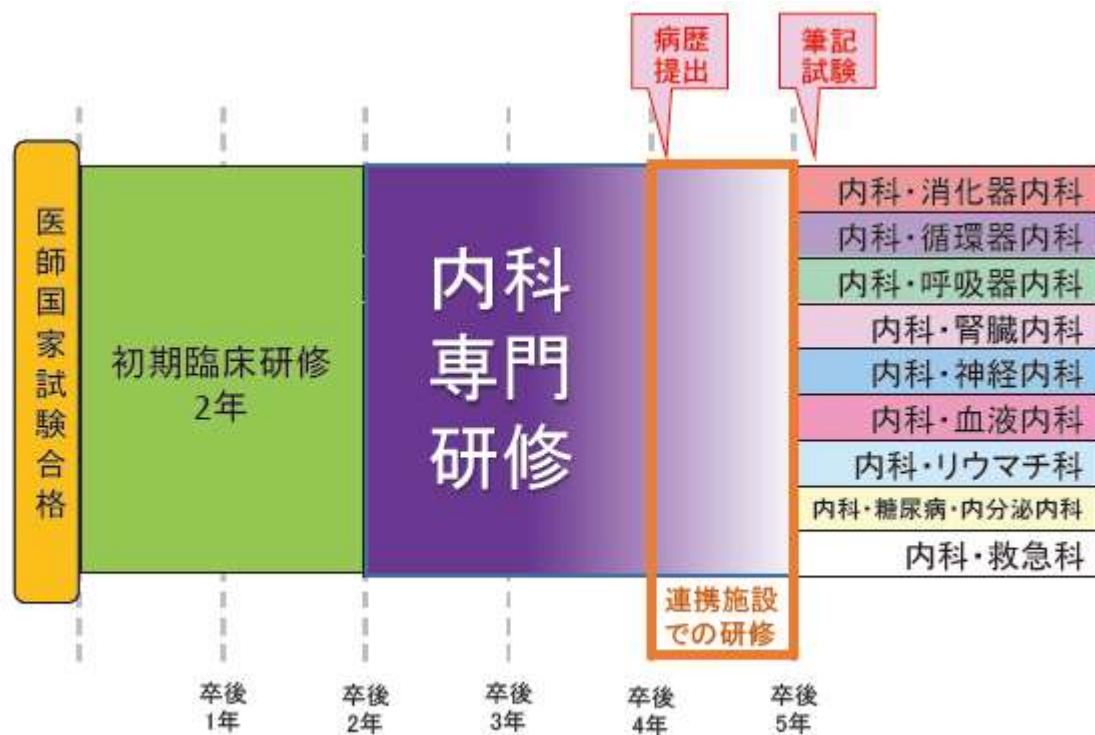 病歴
提出
筆記
試験
医師国家試験合格
初期臨床研修
2年
内科
専門
研修
連携施設
での研修
内科・消化器内科
内科・循環器内科
内科・呼吸器内科
内科・腎臓内科
内科・神経内科
内科・血液内科
内科・リウマチ科
内科・糖尿病・内分泌内科
内科・救急科
卒後
1年
卒後
2年
卒後
3年
卒後
4年
卒後
5年